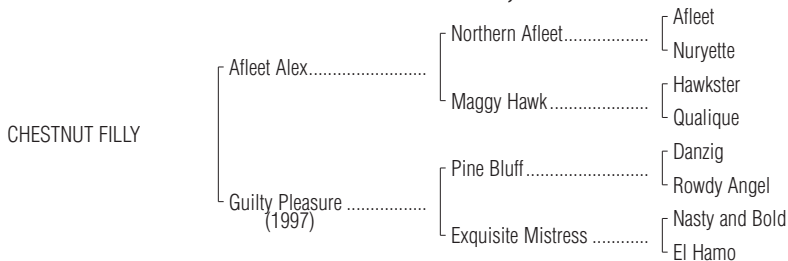 Afleet
Northern Afleet....................
Nuryette
Afleet Alex.........................
Hawkster
Maggy Hawk.......................
Qualique
CHESTNUT FILLY
Danzig
Pine Bluff............................
Rowdy Angel
Guilty Pleasure ................
(1997)
Nasty and Bold
Exquisite Mistress ............
El Hamo